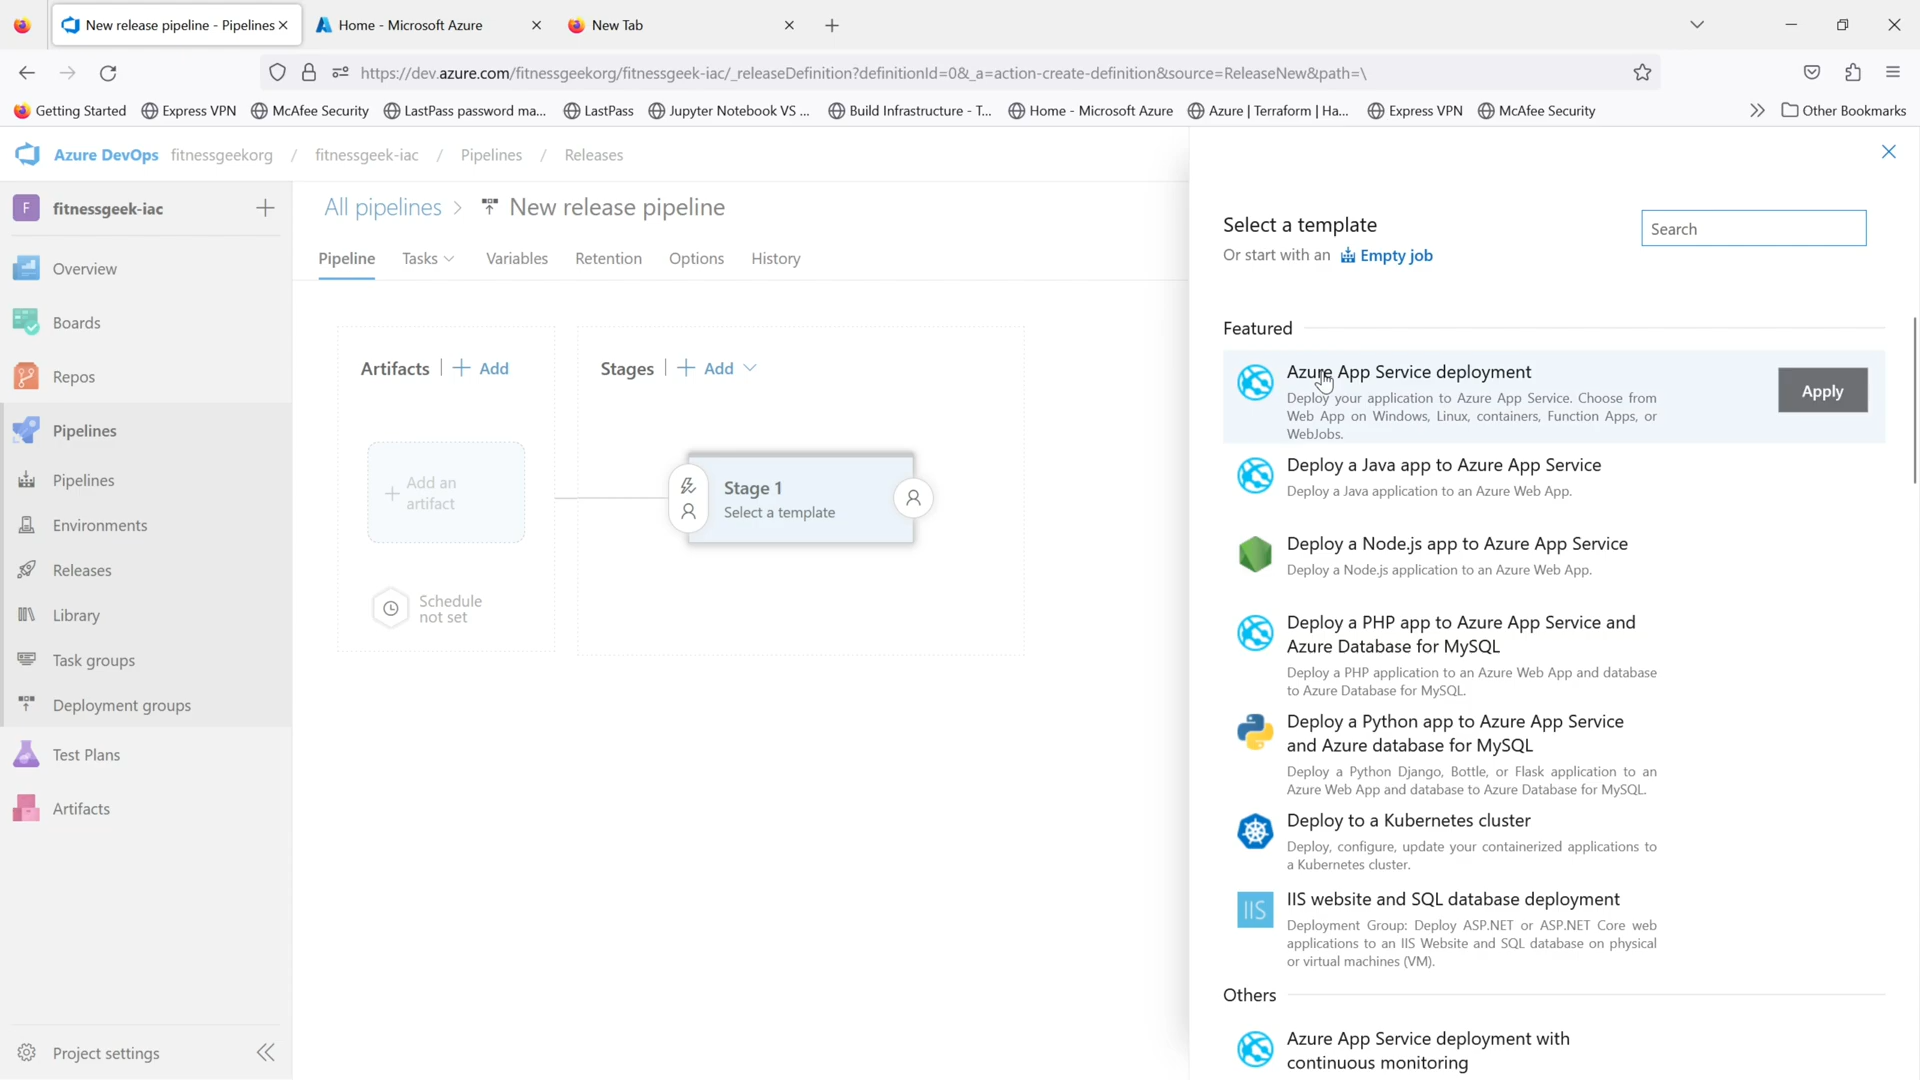 New release pipeline - Pipelines
Home - Microsoft Azure
New Tab
https://dev.azure.com/fitnessgeekorg/fitnessgeek-iac/_releaseDefinition?definitionId=0&_a=action-create-definition&source=ReleaseNew&path=\
Getting Started
Express VPN
McAfee Security
LastPass password ma...
LastPass
Jupyter Notebook VS ...
Build Infrastructure - T...
Home - Microsoft Azure
Azure | Terraform | Ha...
Express VPN
McAfee Security
Other Bookmarks
Azure DevOps fitnessgeekorg / fitnessgeek-iac / Pipelines / Releases
F fitnessgeek-iac
Overview
Boards
Repos
Pipelines
Pipelines
Environments
Releases
Library
Task groups
Deployment groups
Test Plans
Artifacts
Project settings
All pipelines > New release pipeline
Pipeline Tasks Variables Retention Options History
Artifacts | + Add
Stages | + Add
Add an
artifact
Schedule
not set
Stage 1
Select a template
Select a template
Search
Or start with an Empty job
Featured
Azure App Service deployment
Deploy your application to Azure App Service. Choose from
Web App on Windows, Linux, containers, Function Apps, or
WebJobs.
Apply
Deploy a Java app to Azure App Service
Deploy a Java application to an Azure Web App.
Deploy a Node.js app to Azure App Service
Deploy a Node.js application to an Azure Web App.
Deploy a PHP app to Azure App Service and
Azure Database for MySQL
Deploy a PHP application to an Azure Web App and database
to Azure Database for MySQL.
Deploy a Python app to Azure App Service
and Azure database for MySQL
Deploy a Python Django, Bottle, or Flask application to an
Azure Web App and database to Azure Database for MySQL.
Deploy to a Kubernetes cluster
Deploy, configure, update your containerized applications to
a Kubernetes cluster.
IIS
IIS website and SQL database deployment
Deployment Group: Deploy ASP.NET or ASP.NET Core web
applications to an IIS Website and SQL database on physical
or virtual machines (VM).
Others
Azure App Service deployment with
continuous monitoring